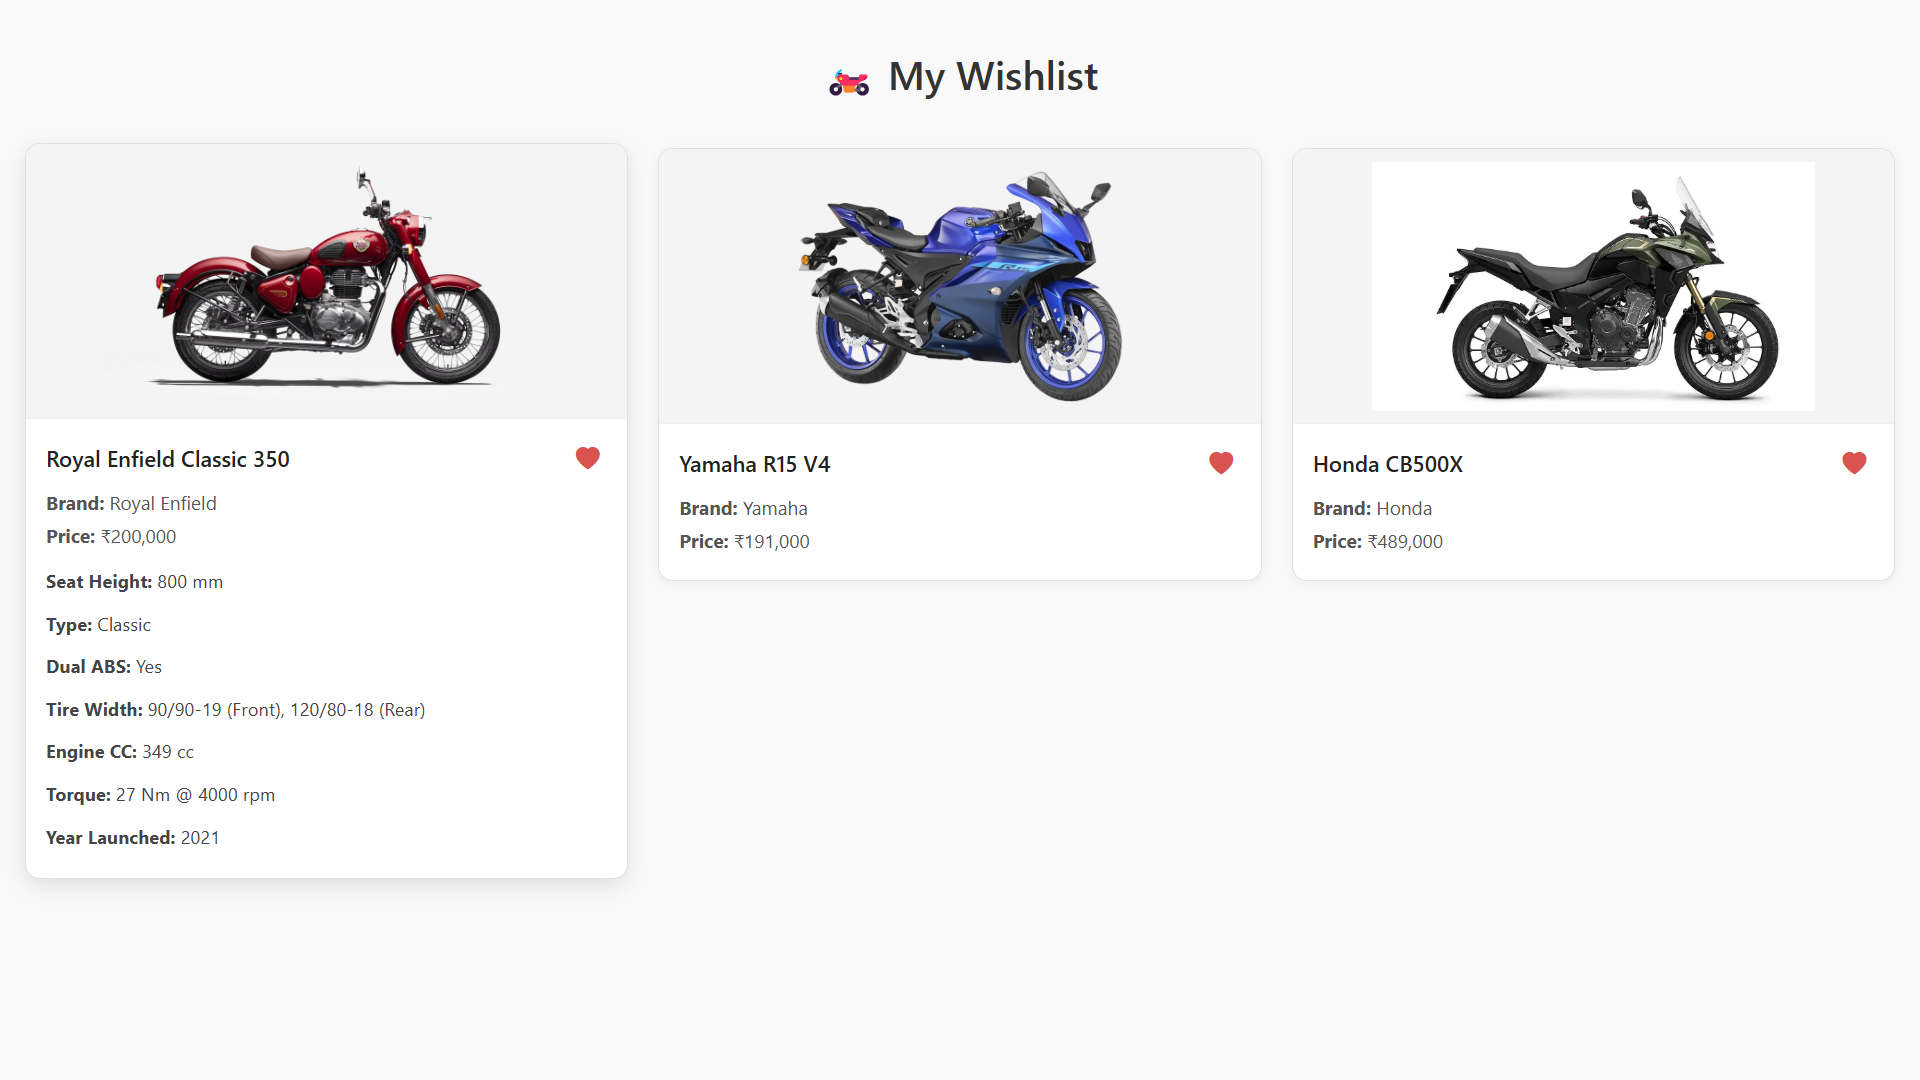 My Wishlist
Royal Enfield Classic 350
Brand: Royal Enfield
Price: ₹200,000
Seat Height: 800 mm
Type: Classic
Dual ABS: Yes
Tire Width: 90/90-19 (Front), 120/80-18 (Rear)
Engine CC: 349 cc
Torque: 27 Nm @ 4000 rpm
Year Launched: 2021
Yamaha R15 V4
Brand: Yamaha
Price: ₹191,000
Honda CB500X
Brand: Honda
Price: ₹489,000